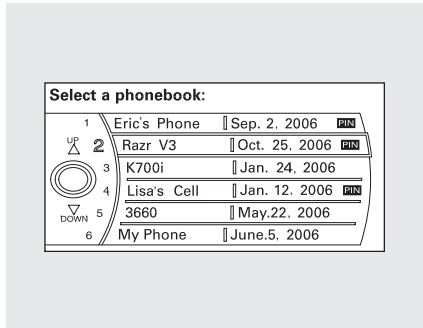 Select a phonebook:
1 Eric's Phone Sep. 2, 2006 PIN
UP 2 Razr V3 Oct. 25, 2006 PIN
3 K700i Jan. 24, 2006
4 Lisa's Cell Jan. 12, 2006 PIN
DOWN 5 3660 May.22, 2006
6 My Phone June.5, 2006